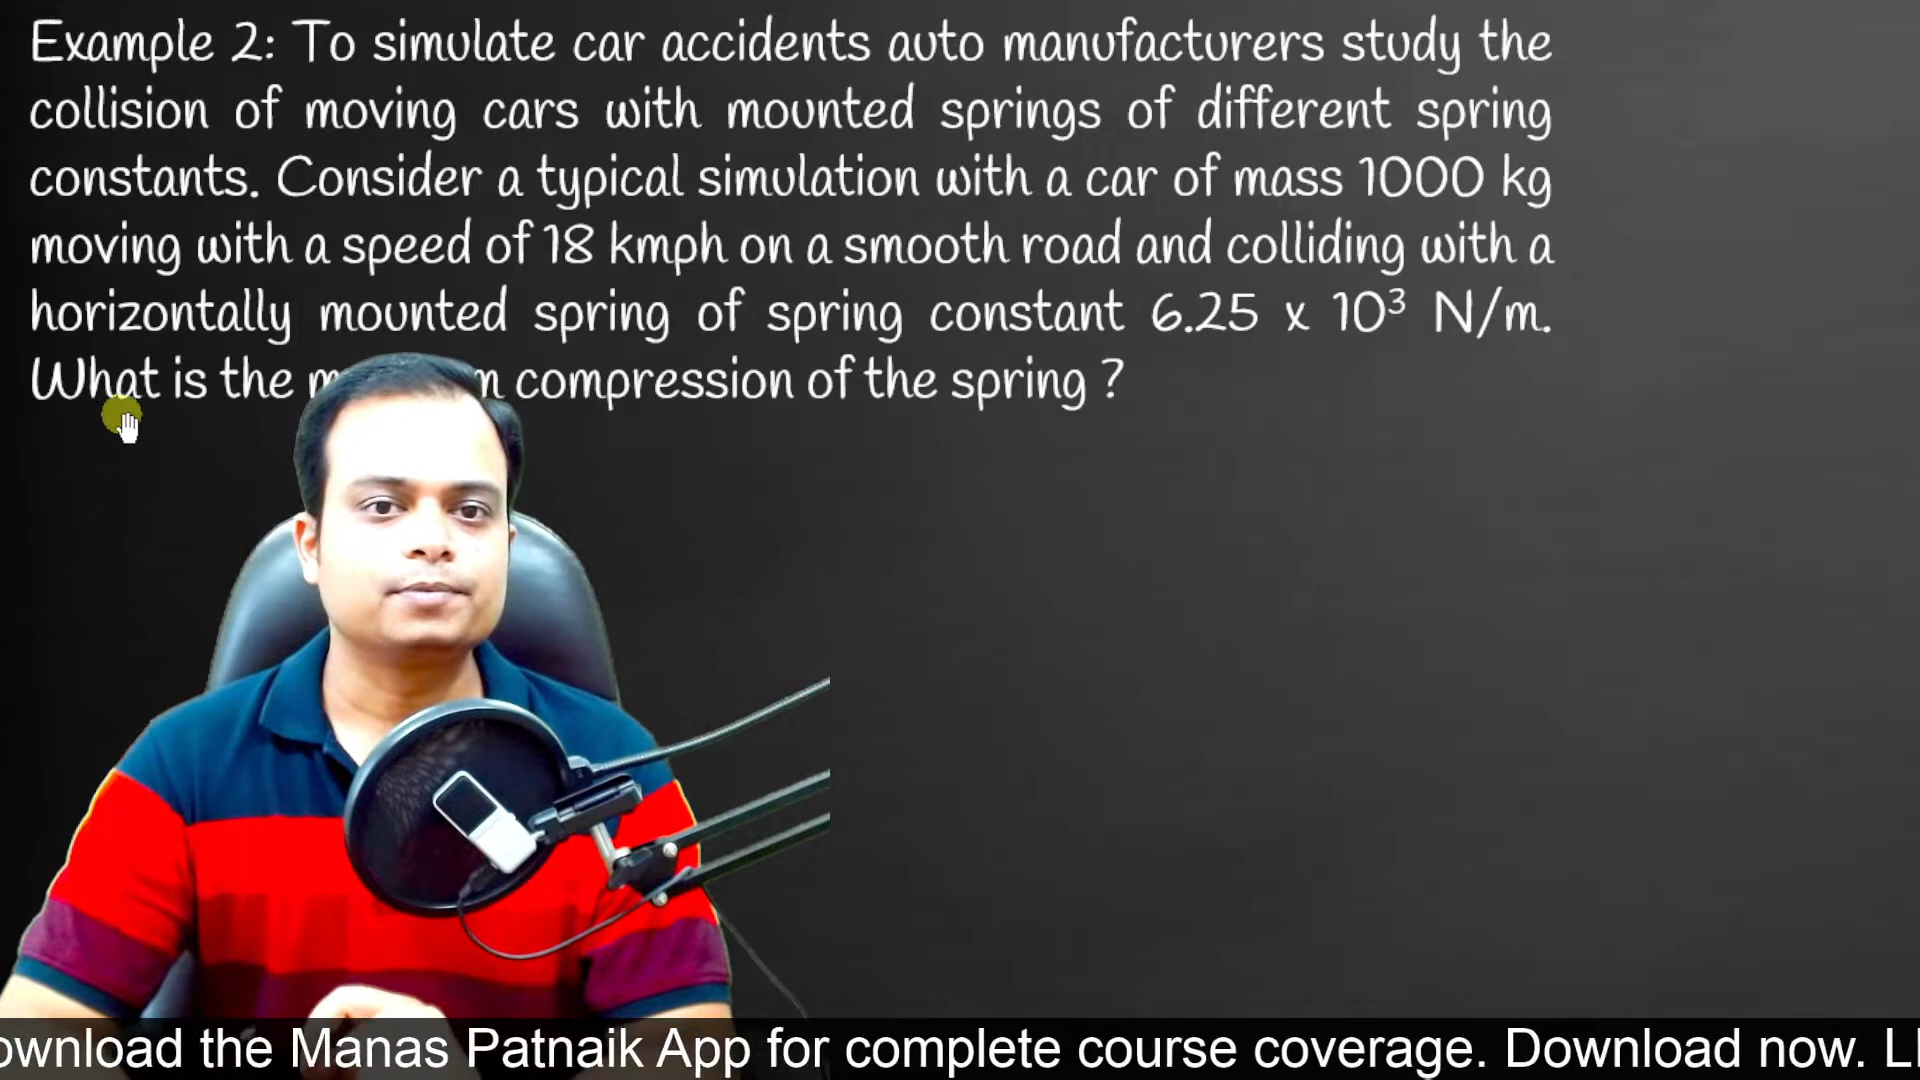 Example 2: To simulate car accidents auto manufacturers study the
collision of moving cars with mounted springs of different spring
constants. Consider a typical simulation with a car of mass 1000 kg
moving with a speed of 18 kmph on a smooth road and colliding with a
horizontally mounted spring of spring constant 6.25 x 10³ N/m.
What is the compression of the spring ?
ownload the Manas Patnaik App for complete course coverage. Download now.